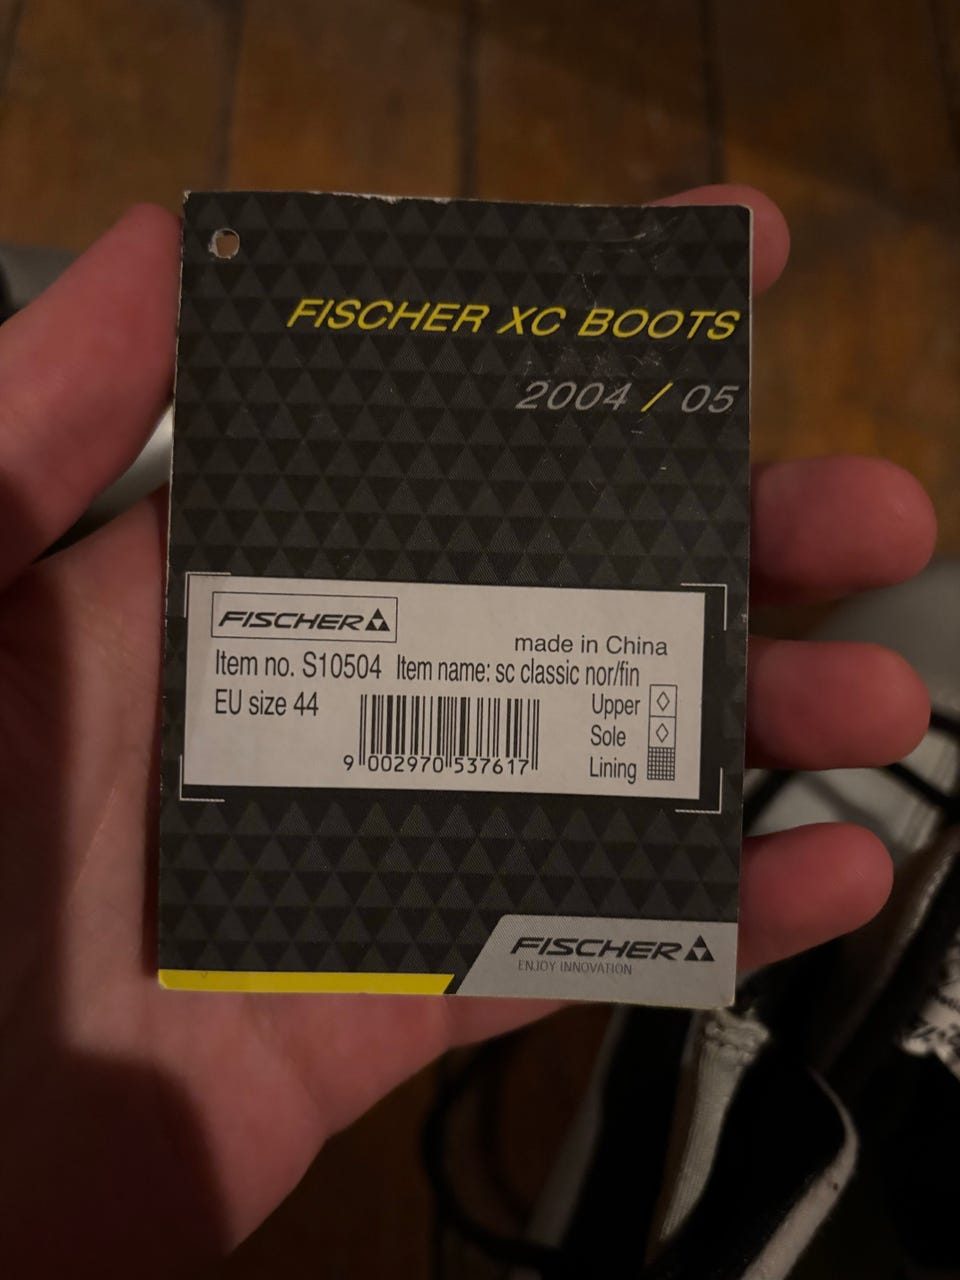 FISCHER XC BOOTS
2004 / 05
FISCHER
made in China
Item no. S10504 Item name: sc classic nor/fin
EU size 44
Upper
Sole
Lining
9 002970 537617
FISCHER
ENJOY INNOVATION